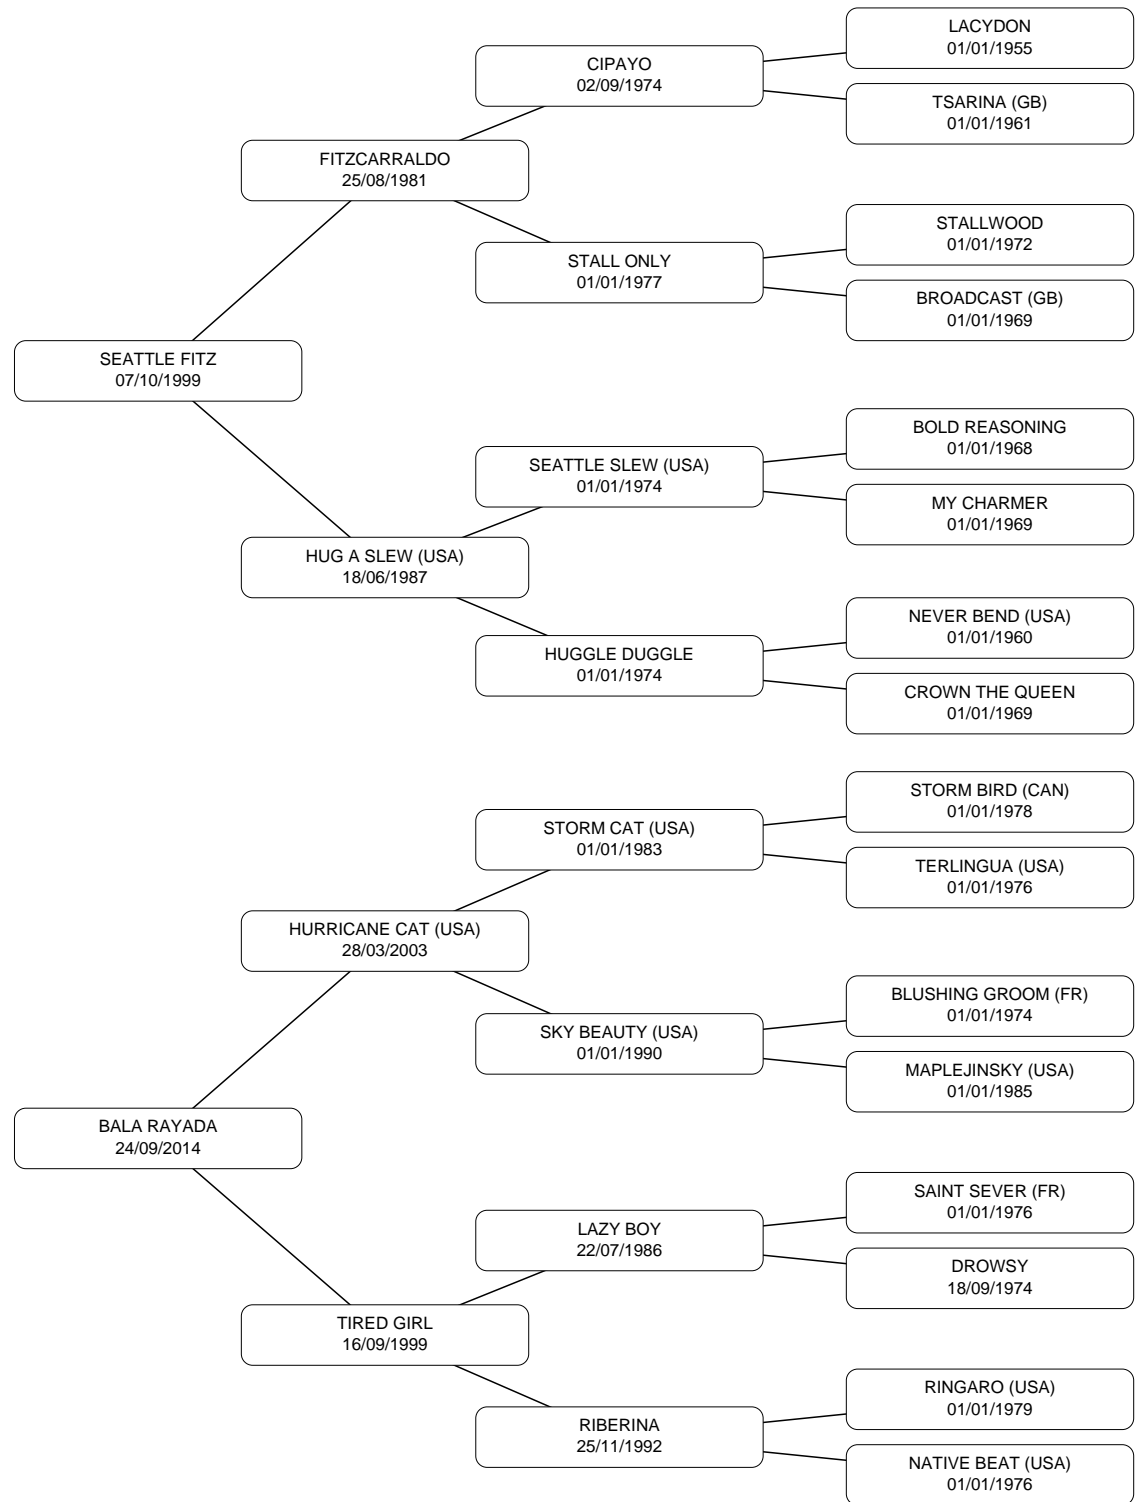 LACYDON
01/01/1955
CIPAYO
02/09/1974
TSARINA (GB)
01/01/1961
FITZCARRALDO
25/08/1981
STALLWOOD
01/01/1972
STALL ONLY
01/01/1977
BROADCAST (GB)
01/01/1969
SEATTLE FITZ
07/10/1999
BOLD REASONING
01/01/1968
SEATTLE SLEW (USA)
01/01/1974
MY CHARMER
01/01/1969
HUG A SLEW (USA)
18/06/1987
NEVER BEND (USA)
01/01/1960
HUGGLE DUGGLE
01/01/1974
CROWN THE QUEEN
01/01/1969
STORM BIRD (CAN)
01/01/1978
STORM CAT (USA)
01/01/1983
TERLINGUA (USA)
01/01/1976
HURRICANE CAT (USA)
28/03/2003
BLUSHING GROOM (FR)
01/01/1974
SKY BEAUTY (USA)
01/01/1990
MAPLEJINSKY (USA)
01/01/1985
BALA RAYADA
24/09/2014
SAINT SEVER (FR)
01/01/1976
LAZY BOY
22/07/1986
DROWSY
18/09/1974
TIRED GIRL
16/09/1999
RINGARO (USA)
01/01/1979
RIBERINA
25/11/1992
NATIVE BEAT (USA)
01/01/1976